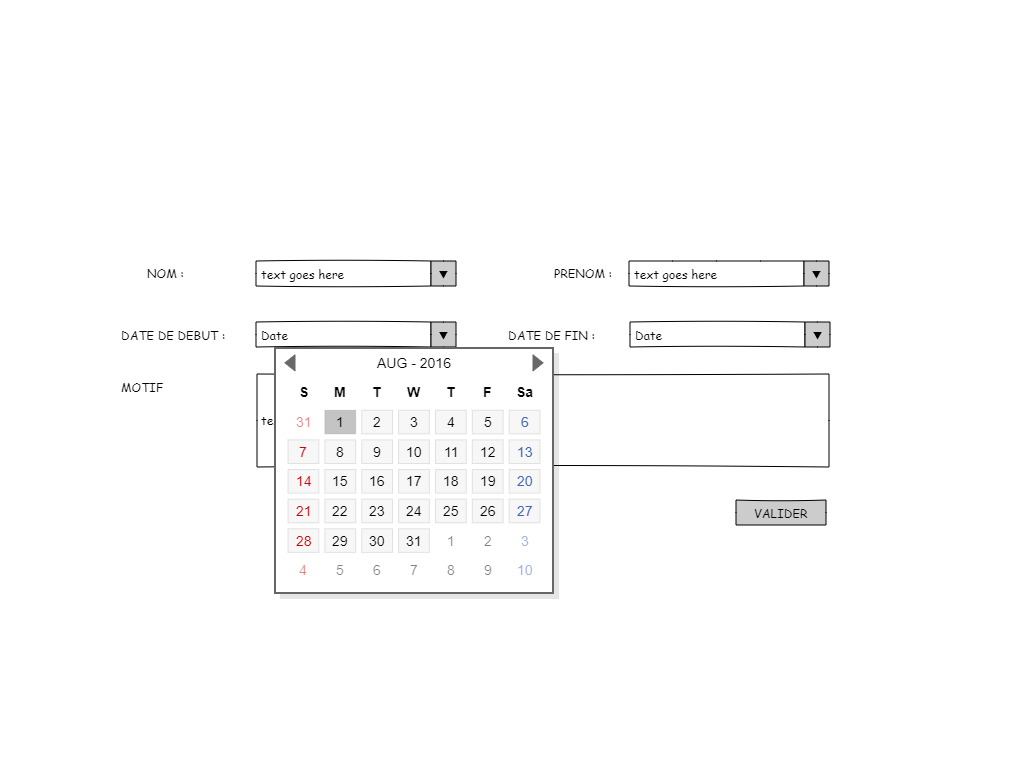 NOM : text goes here ▼ PRENOM : text goes here ▼
DATE DE DEBUT : Date ▼ DATE DE FIN : Date ▼
AUG - 2016
MOTIF
S M T W T F Sa
31 1 2 3 4 5 6
te
7 8 9 10 11 12 13
14 15 16 17 18 19 20
21 22 23 24 25 26 27
VALIDER
28 29 30 31 1 2 3
4 5 6 7 8 9 10